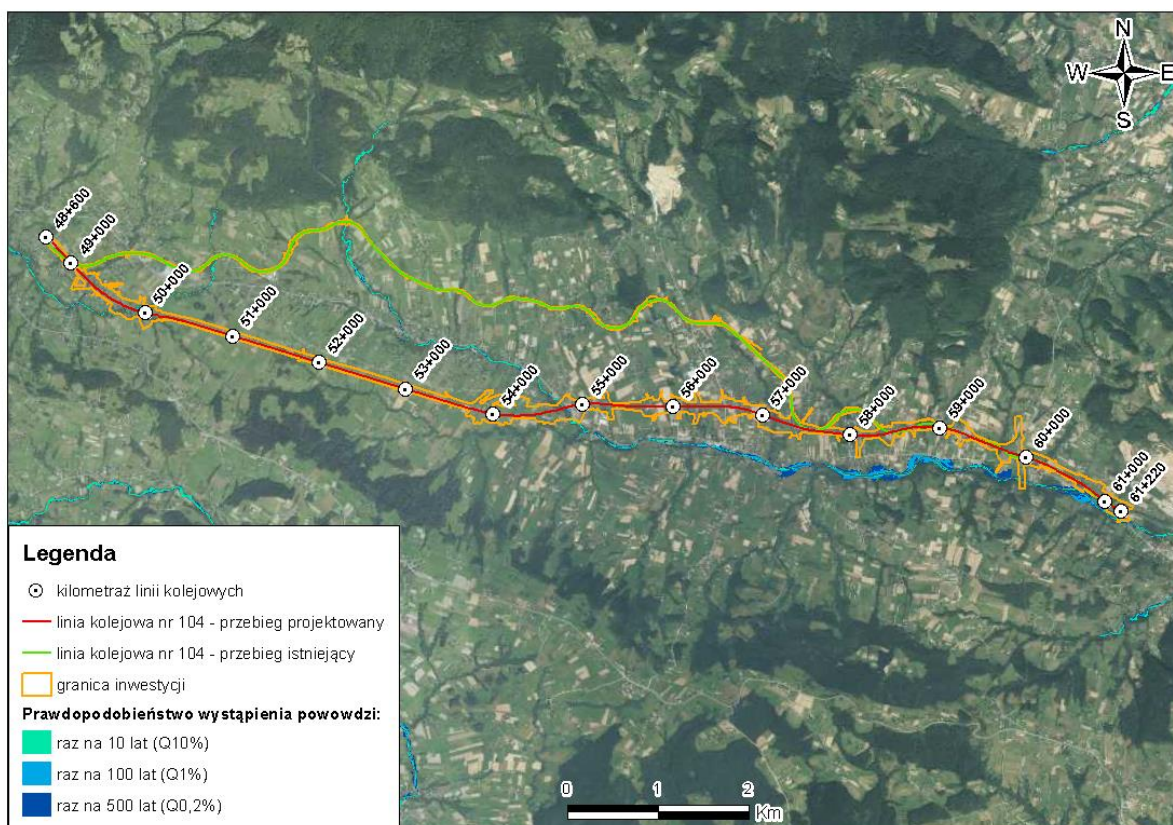 N
W E
S
48+600
49+000
50+000
51+000
52+000
53+000
54+000
55+000
56+000
57+000
58+000
59+000
60+000
61+000
61+220
Legenda
kilometraż linii kolejowych
linia kolejowa nr 104 - przebieg projektowany
linia kolejowa nr 104 - przebieg istniejący
granica inwestycji
Prawdopodobieństwo wystąpienia powowdzi:
raz na 10 lat (Q10%)
raz na 100 lat (Q1%)
raz na 500 lat (Q0,2%)
0 1 2
Km